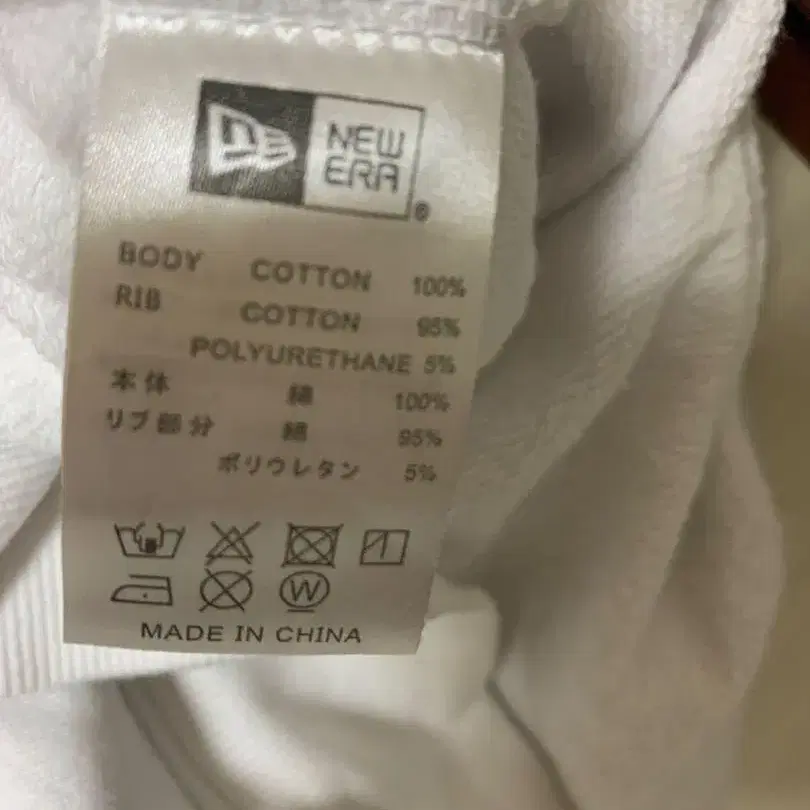 NEW
ERA
®
BODY COTTON 100%
RIB COTTON 95%
POLYURETHANE 5%
本体 綿 100%
リブ部分 綿 95%
ポリウレタン 5%
W
MADE IN CHINA